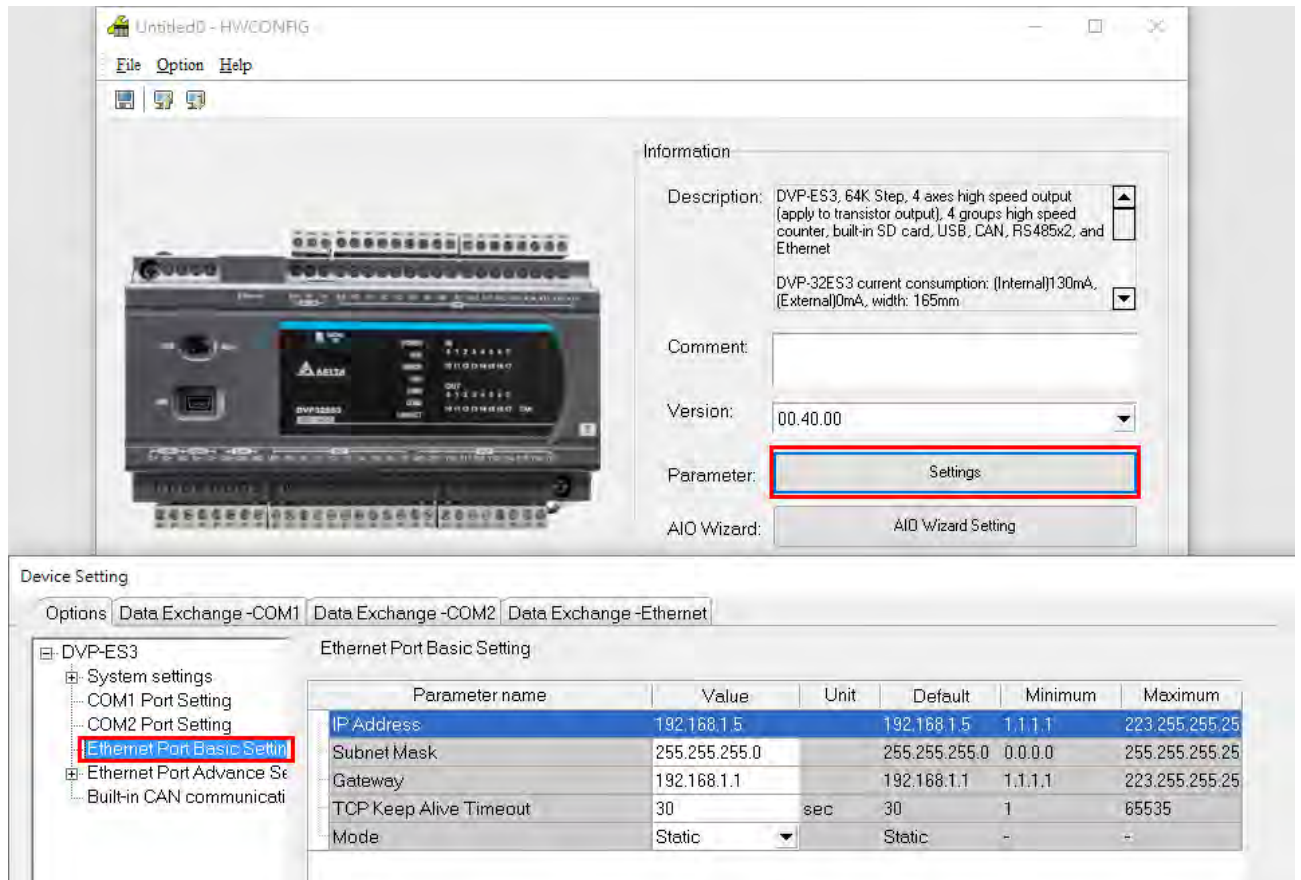 Untitled0 - HWCONFIG
File Option Help
Information
Description:
DVP-ES3, 64K Step, 4 axes high speed output
(apply to transistor output), 4 groups high speed
counter, built-in SD card, USB, CAN, RS485x2, and
Ethernet
DVP-32ES3 current consumption: (Internal)130mA,
(External)0mA, width: 165mm
Comment:
Version: 00.40.00
Parameter: Settings
AIO Wizard: AIO Wizard Setting
DELTA
IN
OUT
Device Setting
Options Data Exchange -COM1 Data Exchange -COM2 Data Exchange -Ethernet
DVP-ES3
System settings
COM1 Port Setting
COM2 Port Setting
Ethernet Port Basic Settin
Ethernet Port Advance Se
Built-in CAN communicati
Ethernet Port Basic Setting
Parameter name Value Unit Default Minimum Maximum
IP Address 192.168.1.5 192.168.1.5 1.1.1.1 223.255.255.25
Subnet Mask 255.255.255.0 255.255.255.0 0.0.0.0 255.255.255.25
Gateway 192.168.1.1 192.168.1.1 1.1.1.1 223.255.255.25
TCP Keep Alive Timeout 30 sec 30 1 65535
Mode Static Static - -